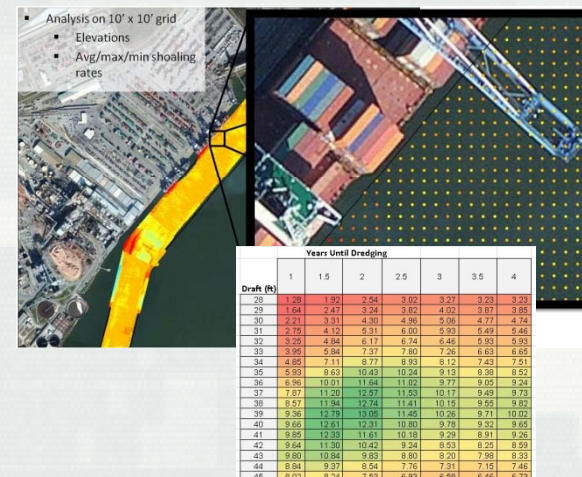 Analysis on 10' x 10' grid
Elevations
Avg/max/min shoaling
rates
Years Until Dredging
Draft (ft) 1 1.5 2 2.5 3 3.5 4
28 1.28 1.92 2.54 3.02 3.27 3.23 3.23
29 1.64 2.47 3.24 3.82 4.02 3.87 3.85
30 2.21 3.31 4.30 4.96 5.06 4.77 4.74
31 2.75 4.12 5.31 6.00 5.93 5.49 5.46
32 3.25 4.84 6.17 6.74 6.46 5.93 5.93
33 3.95 5.84 7.37 7.80 7.26 6.63 6.65
34 4.85 7.11 8.77 8.93 8.12 7.43 7.51
35 5.93 8.63 10.43 10.24 9.13 8.38 8.52
36 6.96 10.01 11.64 11.02 9.77 9.05 9.24
37 7.87 11.20 12.57 11.53 10.17 9.49 9.73
38 8.57 11.94 12.74 11.41 10.15 9.55 9.82
39 9.36 12.79 13.05 11.45 10.26 9.71 10.02
40 9.66 12.61 12.31 10.80 9.78 9.32 9.65
41 9.85 12.33 11.61 10.18 9.29 8.91 9.26
42 9.64 11.30 10.42 9.24 8.53 8.25 8.59
43 9.80 10.84 9.83 8.80 8.20 7.98 8.33
44 8.84 9.37 8.54 7.76 7.31 7.15 7.46